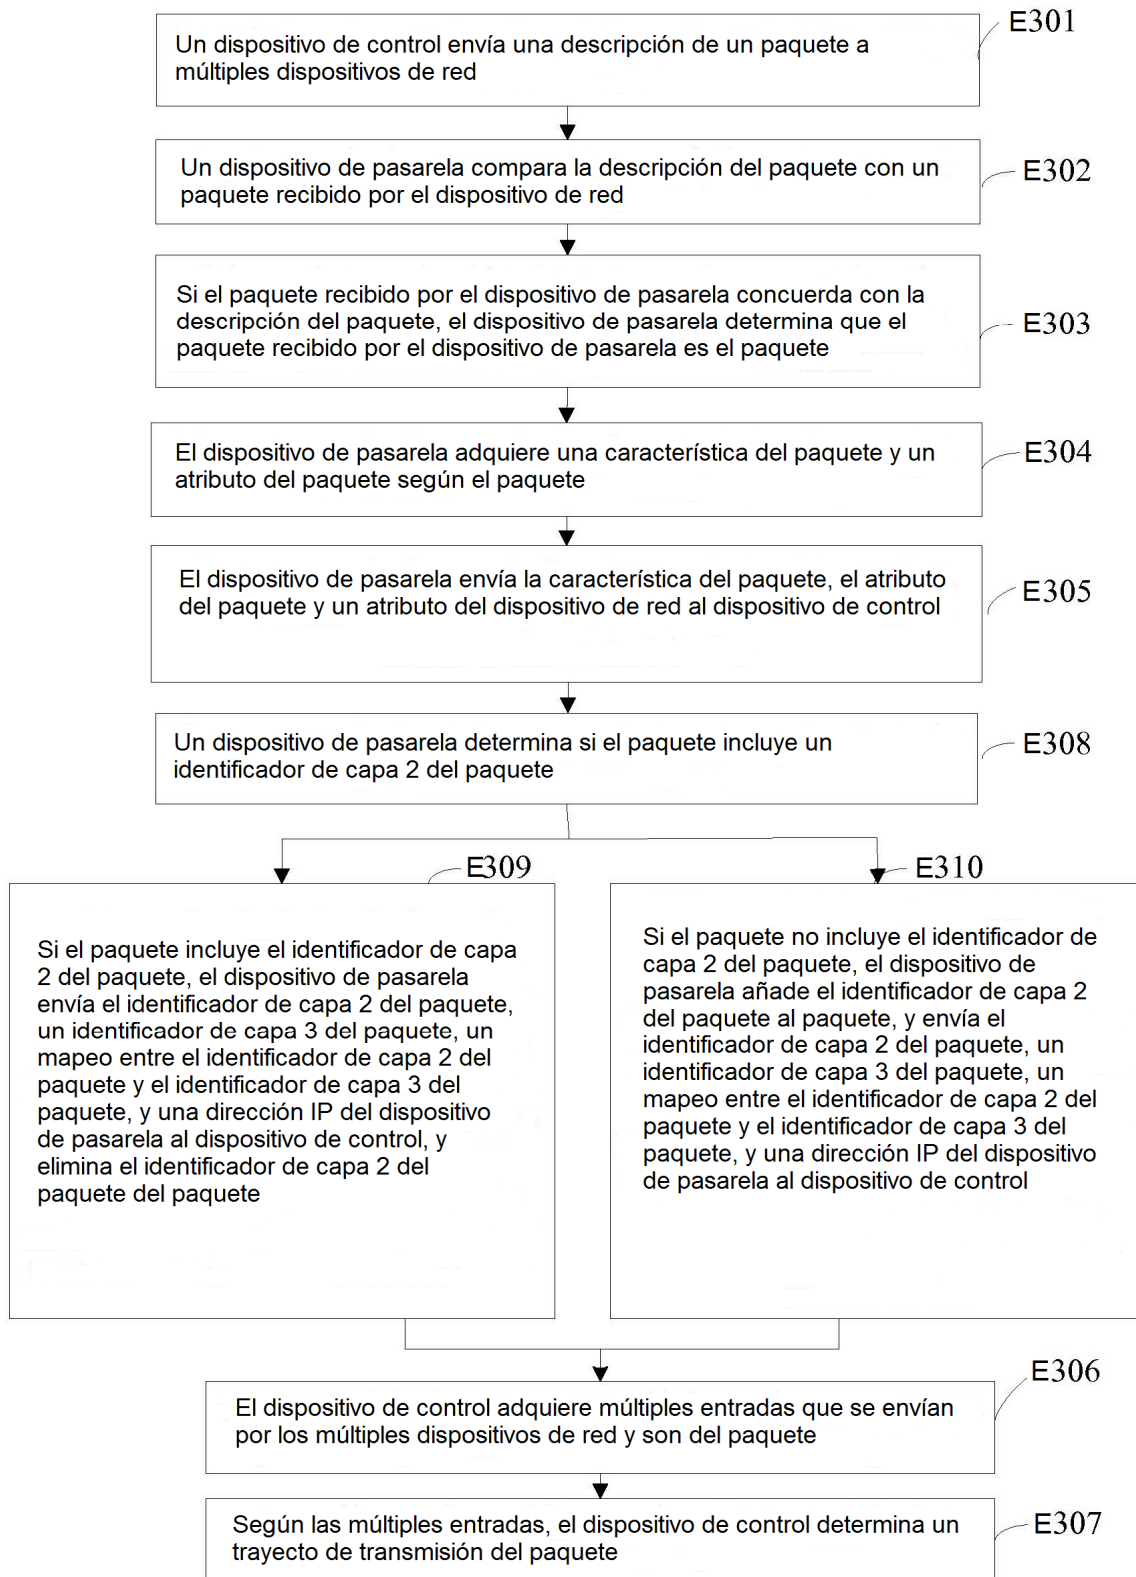 E301
Un dispositivo de control envía una descripción de un paquete a
múltiples dispositivos de red
Un dispositivo de pasarela compara la descripción del paquete con un
paquete recibido por el dispositivo de red
E302
Si el paquete recibido por el dispositivo de pasarela concuerda con la
descripción del paquete, el dispositivo de pasarela determina que el
paquete recibido por el dispositivo de pasarela es el paquete
E303
El dispositivo de pasarela adquiere una característica del paquete y un
atributo del paquete según el paquete
E304
El dispositivo de pasarela envía la característica del paquete, el atributo
del paquete y un atributo del dispositivo de red al dispositivo de control
E305
Un dispositivo de pasarela determina si el paquete incluye un
identificador de capa 2 del paquete
E308
E309
Si el paquete incluye el identificador de capa
2 del paquete, el dispositivo de pasarela
envía el identificador de capa 2 del paquete,
un identificador de capa 3 del paquete, un
mapeo entre el identificador de capa 2 del
paquete y el identificador de capa 3 del
paquete, y una dirección IP del dispositivo
de pasarela al dispositivo de control, y
elimina el identificador de capa 2 del
paquete del paquete
E310
Si el paquete no incluye el identificador de
capa 2 del paquete, el dispositivo de
pasarela añade el identificador de capa 2
del paquete al paquete, y envía el
identificador de capa 2 del paquete, un
identificador de capa 3 del paquete, un
mapeo entre el identificador de capa 2 del
paquete y el identificador de capa 3 del
paquete, y una dirección IP del dispositivo
de pasarela al dispositivo de control
E306
El dispositivo de control adquiere múltiples entradas que se envían
por los múltiples dispositivos de red y son del paquete
Según las múltiples entradas, el dispositivo de control determina un
trayecto de transmisión del paquete
E307